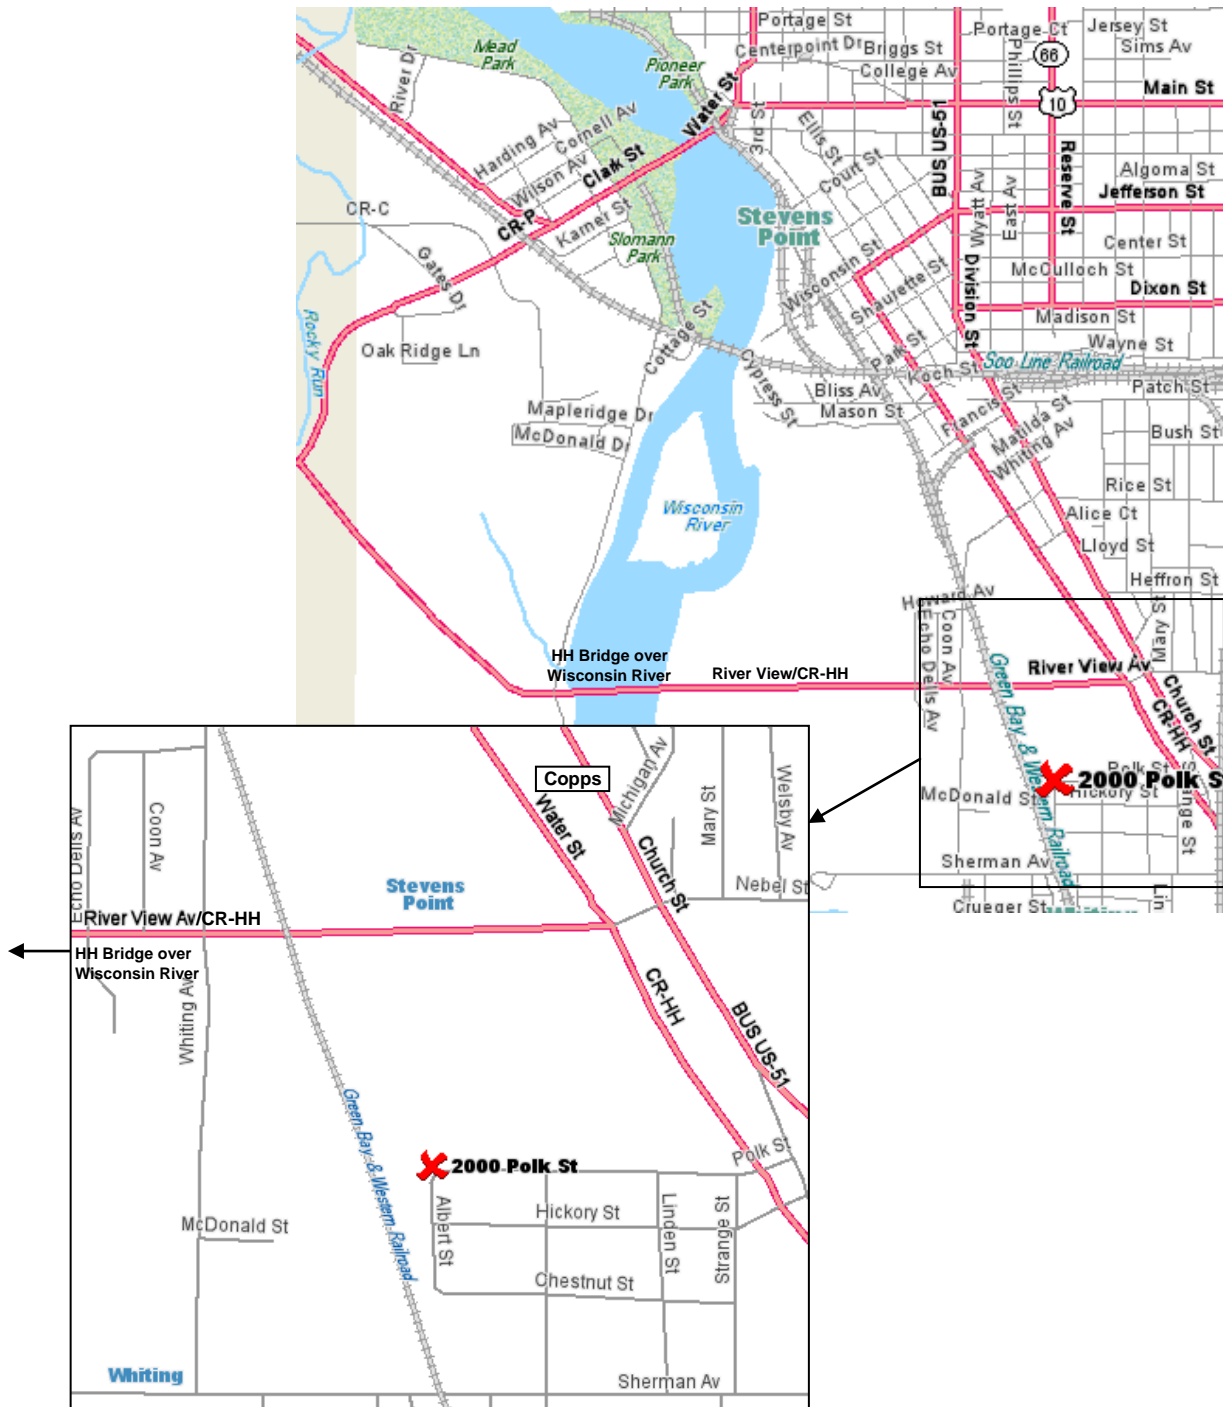 Portage St
Centerpoint Dr
Briggs St
College Av
Portage Ct
Jersey St
Sims Av
66
Phillips St
10
Main St
Mead
Park
Pioneer
Park
River Dr
Water St
3rd St
Ellis St
Court St
BUS US-51
Reserve St
Algoma St
Jefferson St
Wyatt Av
East Av
Harding Av
Cornell Av
Wilson Av
Clark St
CR-P
Karner St
CR-C
Gates Dr
Slomann
Park
Stevens
Point
Wisconsin St
Shaurette St
Division St
Center St
McCulloch St
Dixon St
Madison St
Wayne St
Rocky Run
Oak Ridge Ln
Cottage St
Cypress St
Park St
Koch St
Soo Line Railroad
Bliss Av
Mason St
Patch St
Francis St
Matilda St
Whiting Av
Bush St
Mapleridge Dr
McDonald Dr
Wisconsin
River
Rice St
Alice Ct
Lloyd St
Heffron St
Howard Av
Echo Dells Av
Coon Av
Mary St
HH Bridge over
Wisconsin River
River View/CR-HH
River View Av
Green Bay & Western Railroad
Church St
CR-HH
Polk St
2000 Polk S
Hickory St
McDonald St
Sherman Av
Crueger St
Lin
Whiting
Copps
Echo Dells Av
Coon Av
Water St
Michigan Av
Mary St
Welsby Av
Church St
Nebel St
Stevens
Point
River View Av/CR-HH
HH Bridge over
Wisconsin River
Whiting Av
CR-HH
BUS US-51
Green Bay & Western Railroad
Polk St
2000 Polk St
McDonald St
Albert St
Hickory St
Linden St
Strange St
Chestnut St
Whiting
Sherman Av